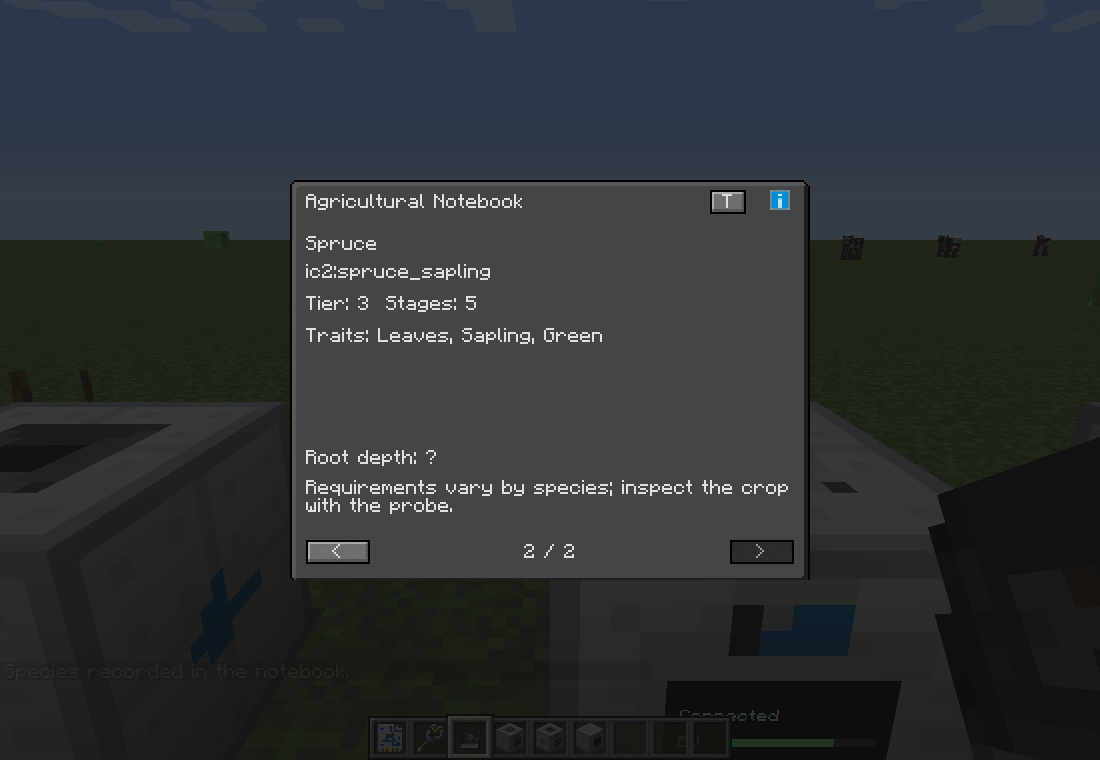 Agricultural Notebook
T
i
Spruce
ic2:spruce_sapling
Tier: 3 Stages: 5
Traits: Leaves, Sapling, Green
Root depth: ?
Requirements vary by species; inspect the crop
with the probe.
< 2 / 2 >
Species recorded in the notebook.
Connected